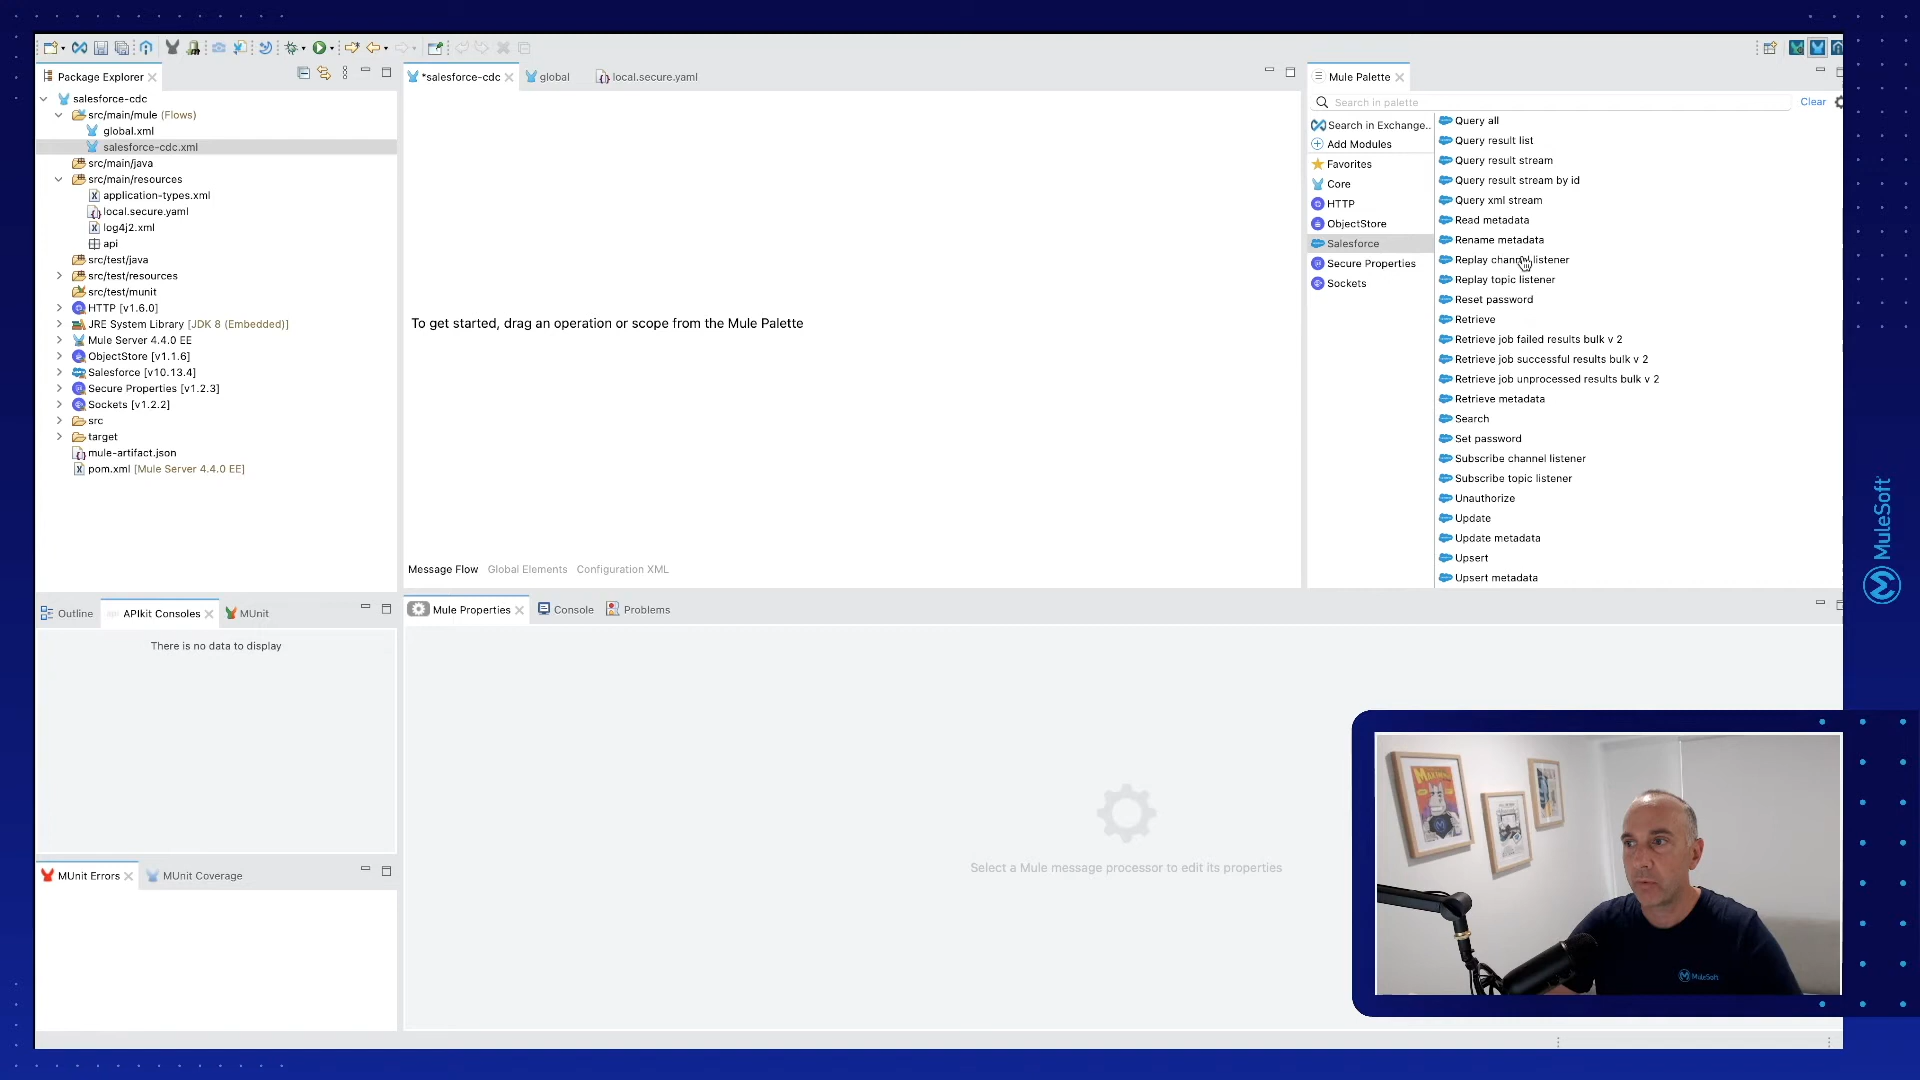 Package Explorer
salesforce-cdc
src/main/mule (Flows)
global.xml
salesforce-cdc.xml
src/main/java
src/main/resources
application-types.xml
local.secure.yaml
log4j2.xml
api
src/test/java
src/test/resources
src/test/munit
HTTP [v1.6.0]
JRE System Library [JDK 8 (Embedded)]
Mule Server 4.4.0 EE
ObjectStore [v1.1.6]
Salesforce [v10.13.4]
Secure Properties [v1.2.3]
Sockets [v1.2.2]
src
target
mule-artifact.json
pom.xml [Mule Server 4.4.0 EE]
*salesforce-cdc
global
local.secure.yaml
To get started, drag an operation or scope from the Mule Palette
Message Flow
Global Elements
Configuration XML
Mule Palette
Search in palette
Clear
Search in Exchange..
Add Modules
Favorites
Core
HTTP
ObjectStore
Salesforce
Secure Properties
Sockets
Query all
Query result list
Query result stream
Query result stream by id
Query xml stream
Read metadata
Rename metadata
Replay channel listener
Replay topic listener
Reset password
Retrieve
Retrieve job failed results bulk v 2
Retrieve job successful results bulk v 2
Retrieve job unprocessed results bulk v 2
Retrieve metadata
Search
Set password
Subscribe channel listener
Subscribe topic listener
Unauthorize
Update
Update metadata
Upsert
Upsert metadata
Outline
APIkit Consoles
MUnit
There is no data to display
MUnit Errors
MUnit Coverage
Mule Properties
Console
Problems
Select a Mule message processor to edit its properties
MuleSoft
MuleSoft